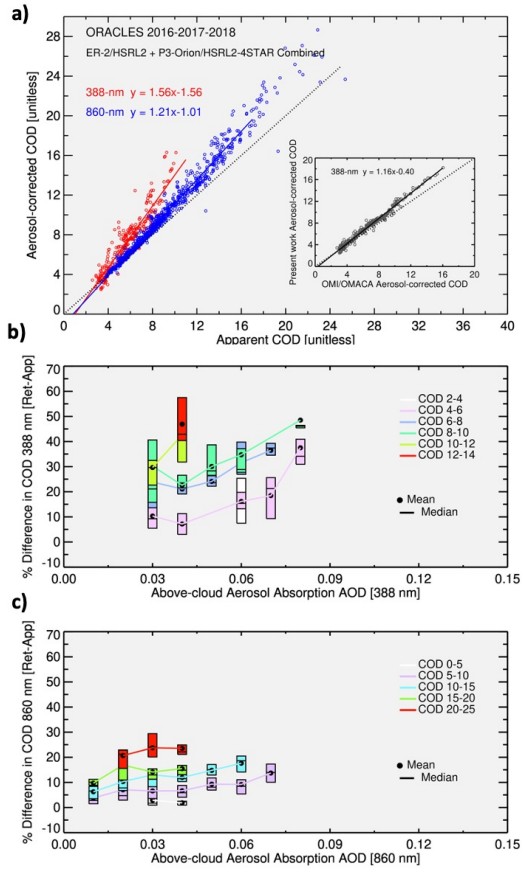 a)
ORACLES 2016-2017-2018
ER-2/HSRL2 + P3-Orion/HSRL2-4STAR Combined
388-nm y = 1.56x-1.56
860-nm y = 1.21x-1.01
Aerosol-corrected COD [unitless]
28
24
20
16
12
8
4
0
0 4 8 12 16 20 24 28 32 36 40
Apparent COD [unitless]
388-nm y = 1.16x-0.40
Present work Aerosol-corrected COD
20
16
12
8
4
0
0 4 8 12 16 20
OMI/OMACA Aerosol-corrected COD
b)
% Difference in COD 388 nm [Ret-App]
70
60
50
40
30
20
10
0
-10
COD 2-4
COD 4-6
COD 6-8
COD 8-10
COD 10-12
COD 12-14
Mean
Median
0.00 0.03 0.06 0.09 0.12 0.15
Above-cloud Aerosol Absorption AOD [388 nm]
c)
% Difference in COD 860 nm [Ret-App]
70
60
50
40
30
20
10
0
-10
COD 0-5
COD 5-10
COD 10-15
COD 15-20
COD 20-25
Mean
Median
0.00 0.03 0.06 0.09 0.12 0.15
Above-cloud Aerosol Absorption AOD [860 nm]